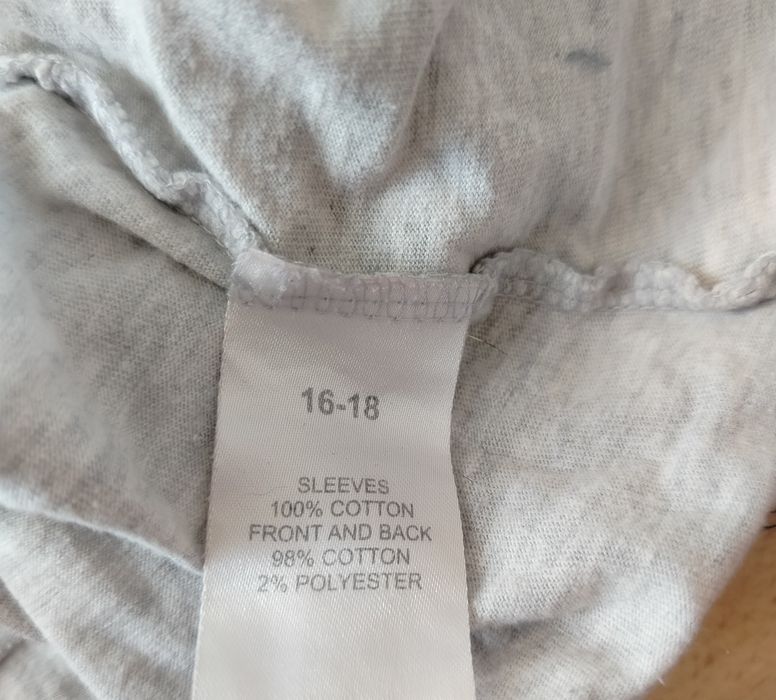 16-18
SLEEVES
100% COTTON
FRONT AND BACK
98% COTTON
2% POLYESTER